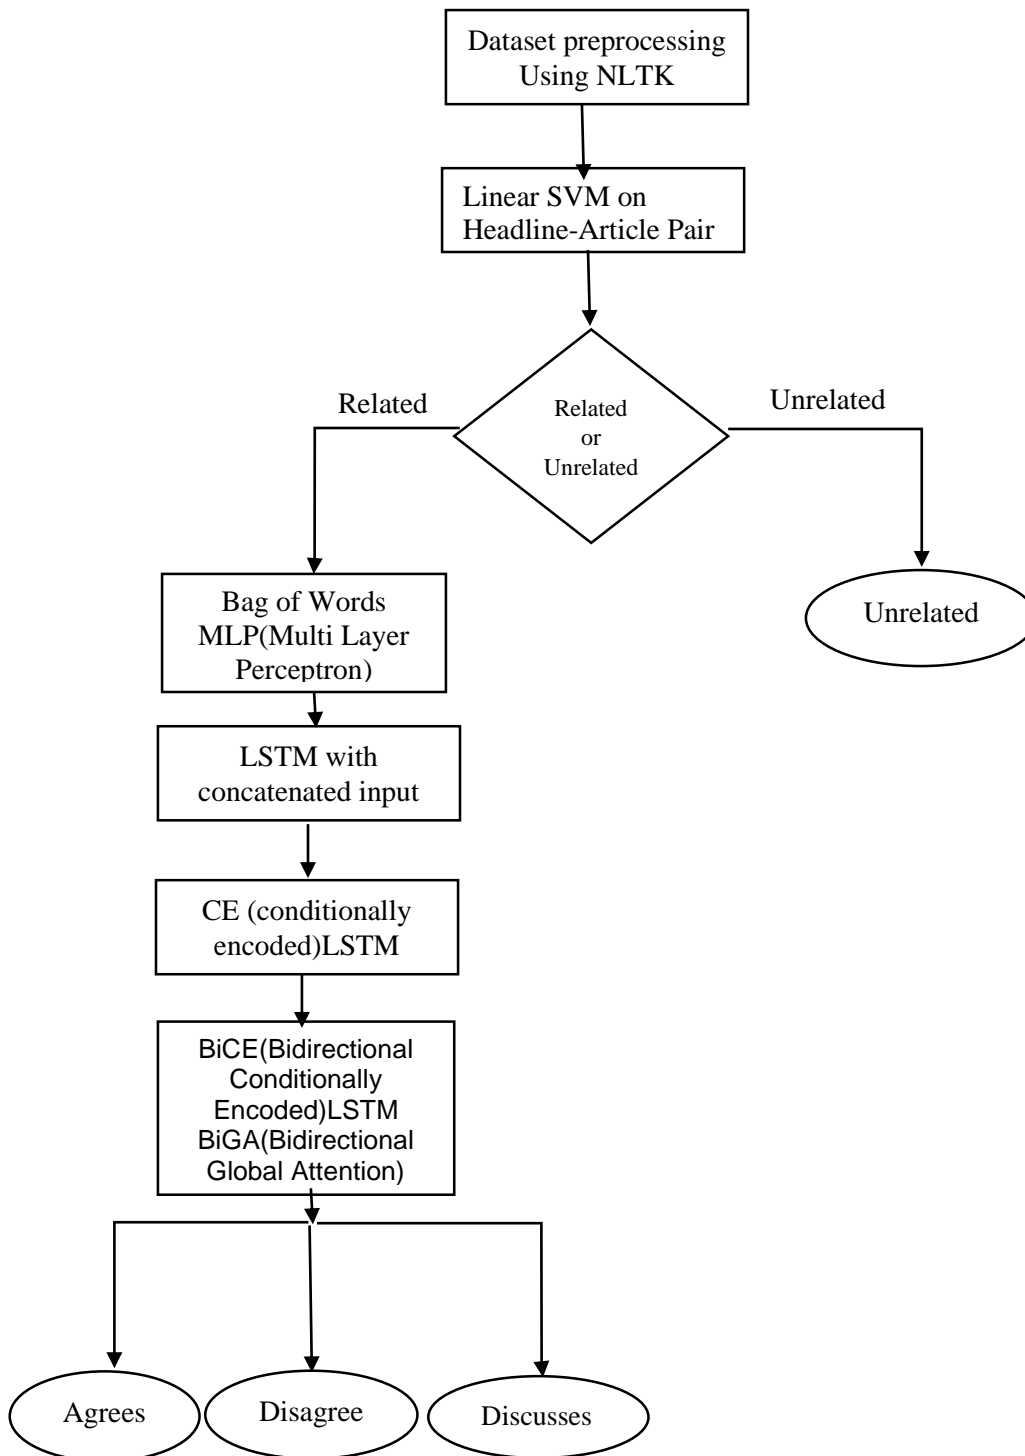 Dataset preprocessing
Using NLTK
Linear SVM on
Headline-Article Pair
Related
Unrelated
Related
or
Unrelated
Bag of Words
MLP(Multi Layer
Perceptron)
Unrelated
LSTM with
concatenated input
CE (conditionally
encoded)LSTM
BiCE(Bidirectional
Conditionally
Encoded)LSTM
BiGA(Bidirectional
Global Attention)
Agrees
Disagree
Discusses